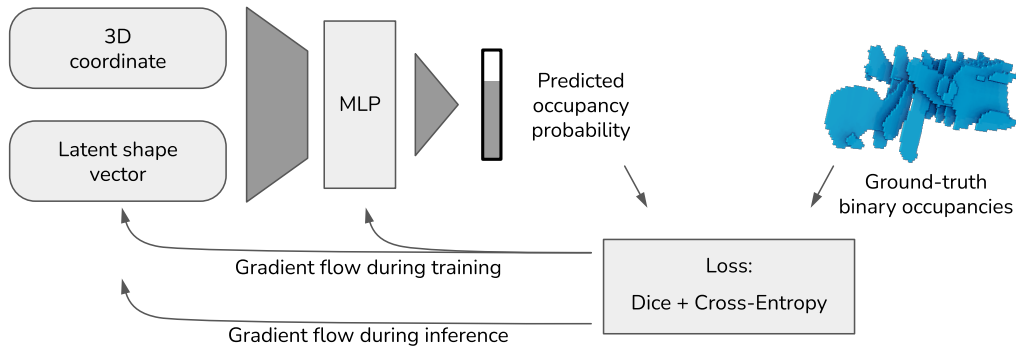 3D
coordinate
Latent shape
vector
MLP
Predicted
occupancy
probability
Ground-truth
binary occupancies
Gradient flow during training
Loss:
Dice + Cross-Entropy
Gradient flow during inference